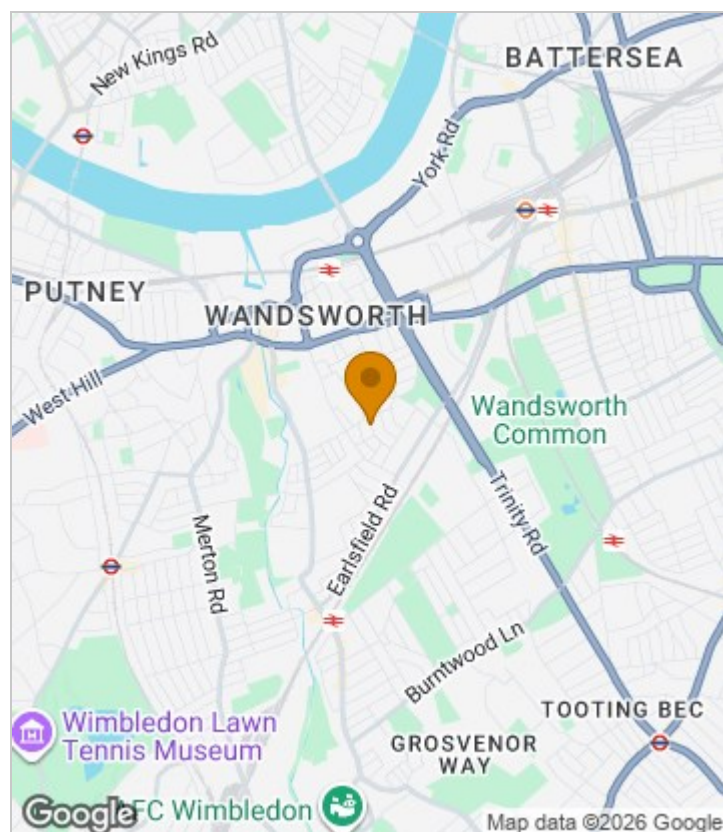 New Kings Rd
BATTERSEA
York Rd
PUTNEY
WANDSWORTH
West Hill
Wandsworth
Common
Trinity Rd
Earlsfield Rd
Merton Rd
Burntwood Ln
TOOTING BEC
Wimbledon Lawn
Tennis Museum
GROSVENOR
WAY
Google
AFC Wimbledon
Map data ©2026 Google